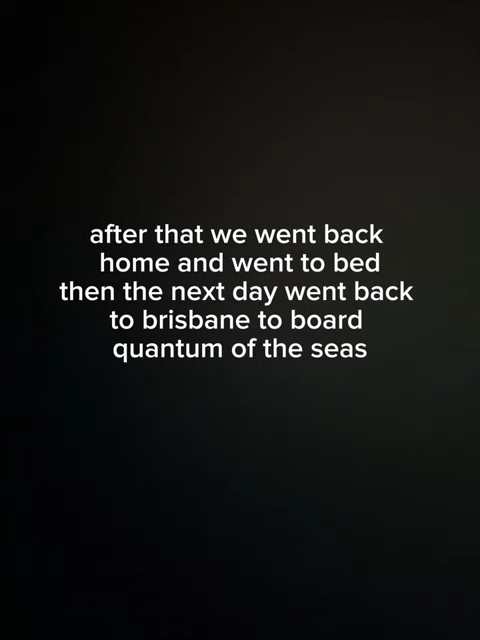 after that we went back
home and went to bed
then the next day went back
to brisbane to board
quantum of the seas